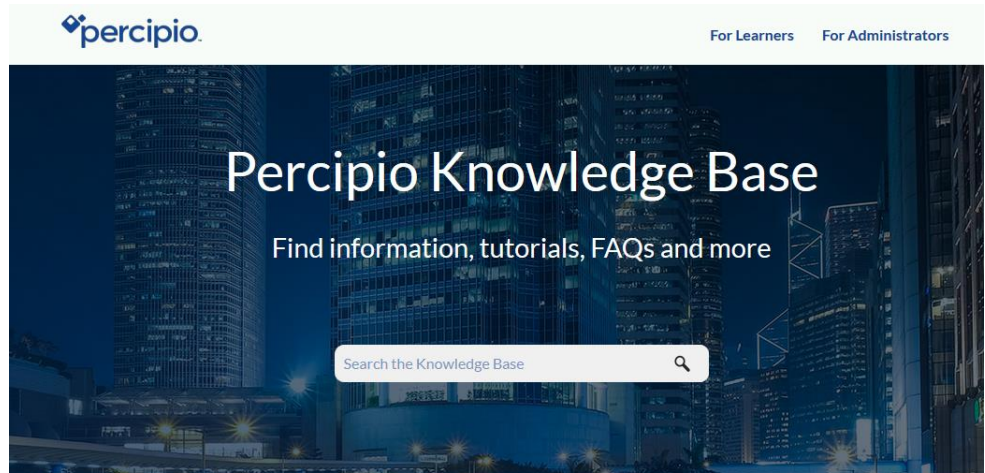 percipio.
For Learners For Administrators
Percipio Knowledge Base
Find information, tutorials, FAQs and more
Search the Knowledge Base